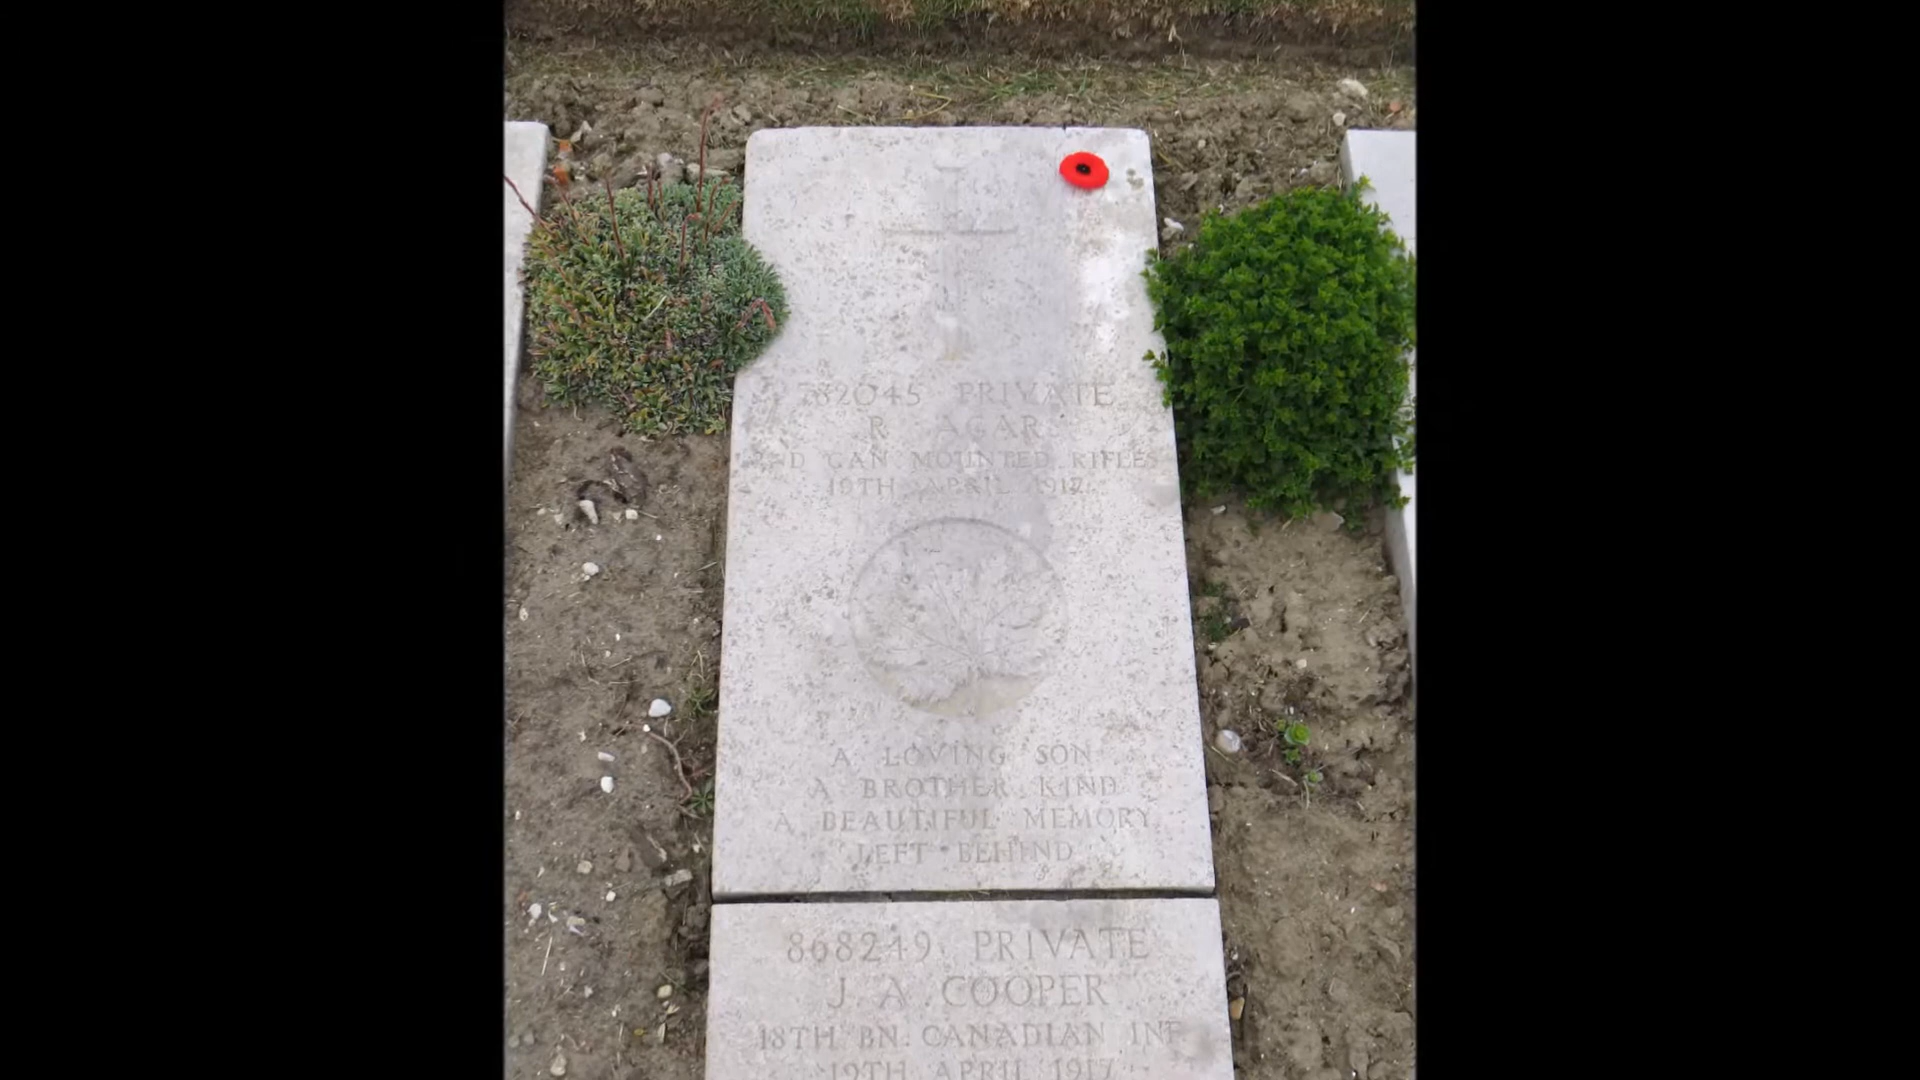 782045 PRIVATE
R. AGAR
2ND CAN. MOUNTED RIFLES
19TH APRIL 1917
A LOVING SON
A BROTHER KIND
A BEAUTIFUL MEMORY
LEFT BEHIND
868249 PRIVATE
J. A. COOPER
18TH BN. CANADIAN INF.
19TH APRIL 1917